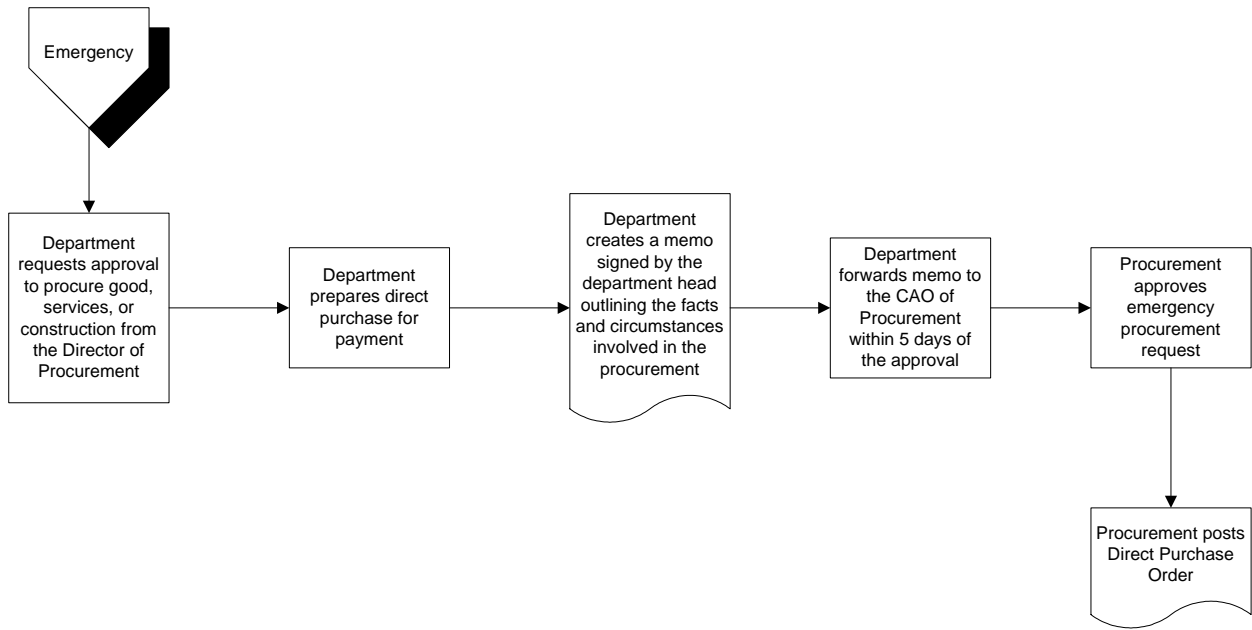 Emergency
Department
requests approval
to procure good,
services, or
construction from
the Director of
Procurement
Department
prepares direct
purchase for
payment
Department
creates a memo
signed by the
department head
outlining the facts
and circumstances
involved in the
procurement
Department
forwards memo to
the CAO of
Procurement
within 5 days of
the approval
Procurement
approves
emergency
procurement
request
Procurement posts
Direct Purchase
Order